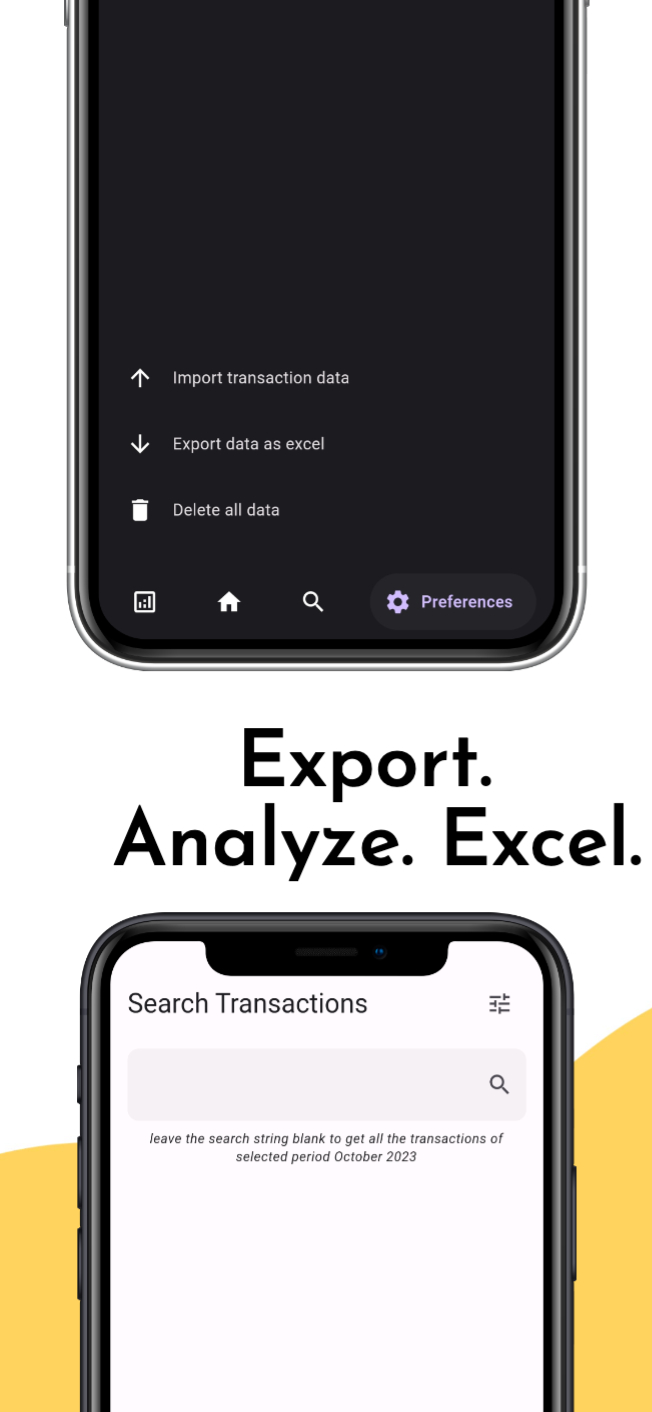 Import transaction data
Export data as excel
Delete all data
Preferences
Export.
Analyze. Excel.
Search Transactions
leave the search string blank to get all the transactions of
selected period October 2023